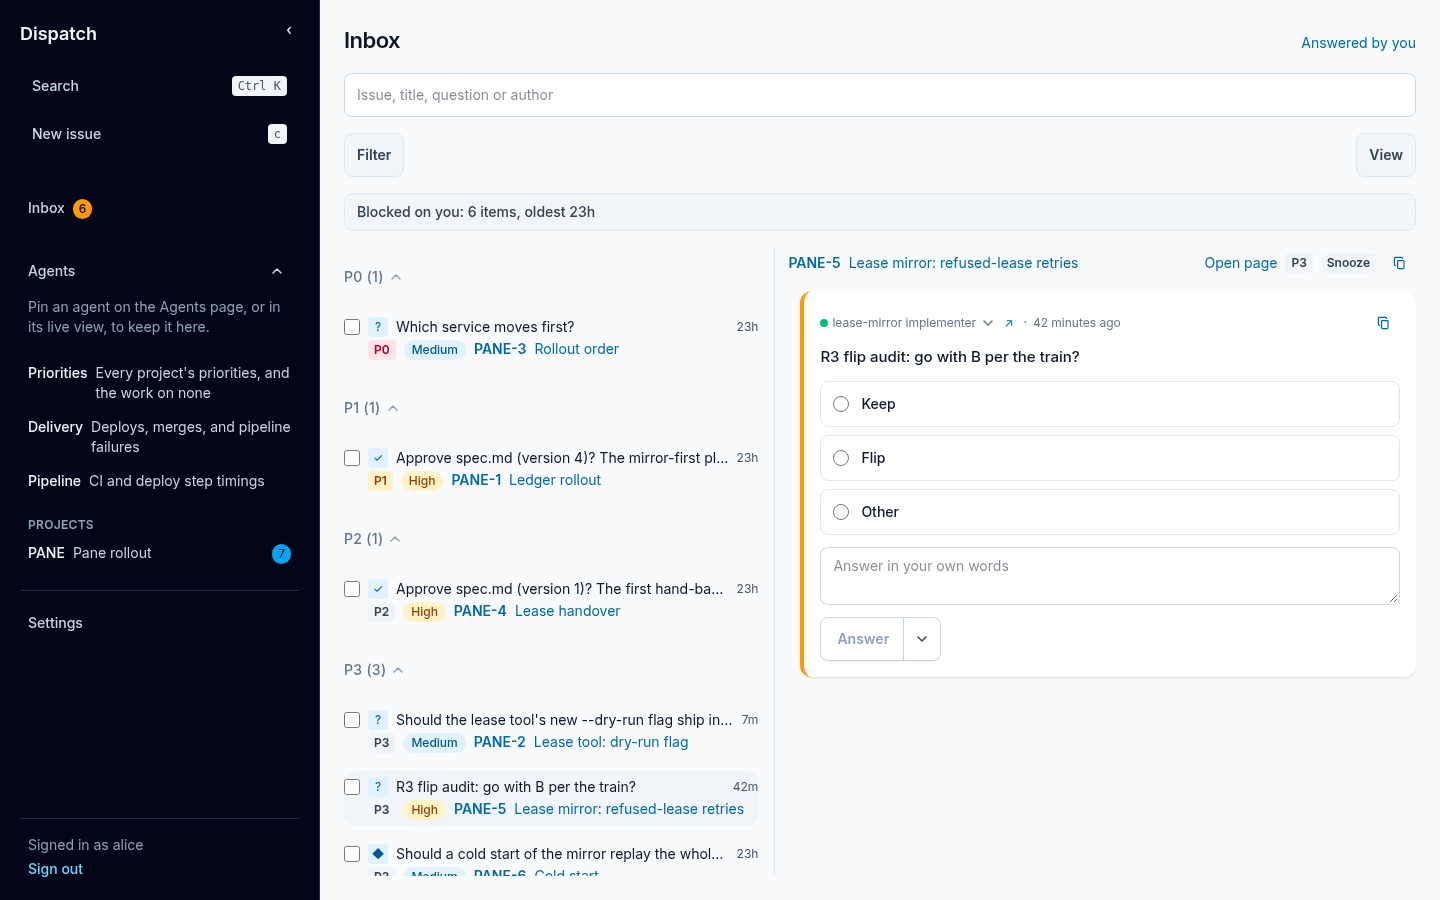 Dispatch
Search
Ctrl K
New issue
c
Inbox 6
Agents
Pin an agent on the Agents page, or in
its live view, to keep it here.
Priorities Every project's priorities, and
the work on none
Delivery Deploys, merges, and pipeline
failures
Pipeline CI and deploy step timings
PROJECTS
PANE Pane rollout 7
Settings
Signed in as alice
Sign out
Inbox
Answered by you
Issue, title, question or author
Filter
View
Blocked on you: 6 items, oldest 23h
P0 (1)
? Which service moves first? 23h
P0 Medium PANE-3 Rollout order
P1 (1)
Approve spec.md (version 4)? The mirror-first pl... 23h
P1 High PANE-1 Ledger rollout
P2 (1)
Approve spec.md (version 1)? The first hand-ba... 23h
P2 High PANE-4 Lease handover
P3 (3)
? Should the lease tool's new --dry-run flag ship in... 7m
P3 Medium PANE-2 Lease tool: dry-run flag
? R3 flip audit: go with B per the train? 42m
P3 High PANE-5 Lease mirror: refused-lease retries
Should a cold start of the mirror replay the whol... 23h
P3 Medium PANE-6 Cold start
PANE-5 Lease mirror: refused-lease retries
Open page P3 Snooze
lease-mirror implementer · 42 minutes ago
R3 flip audit: go with B per the train?
Keep
Flip
Other
Answer in your own words
Answer